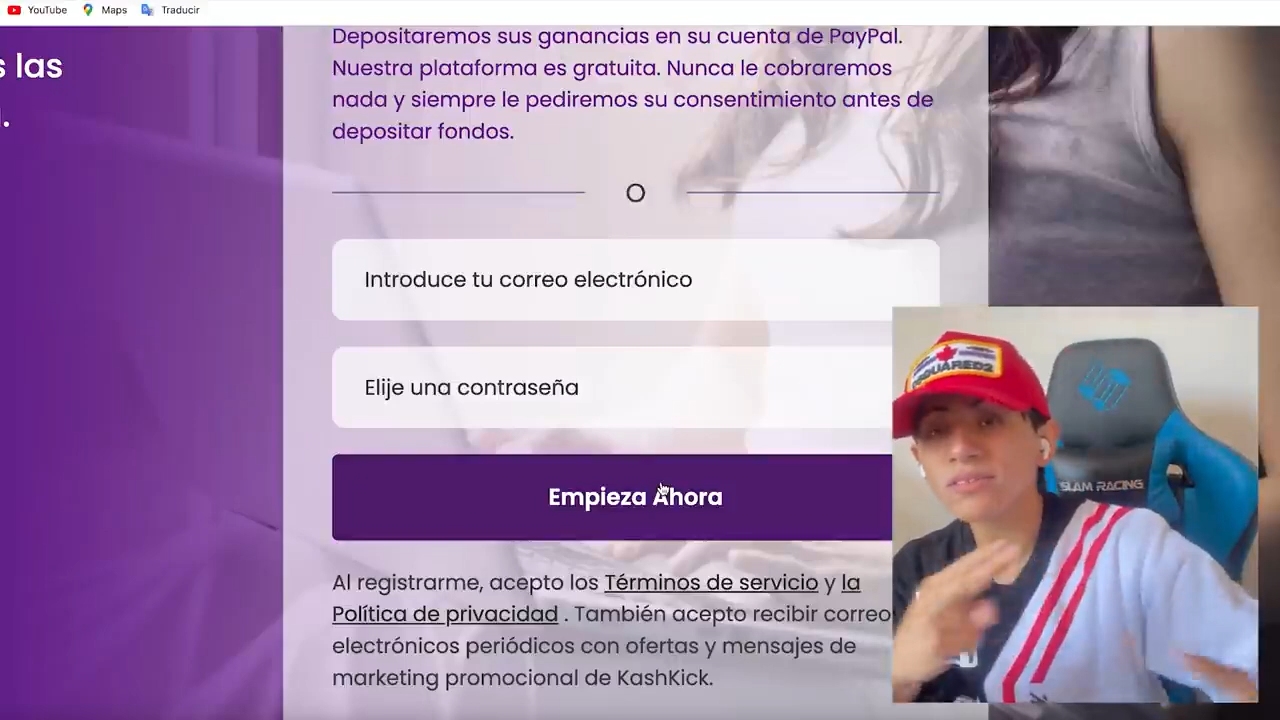 YouTube
Maps
Traducir
s las
.
Depositaremos sus ganancias en su cuenta de PayPal.
Nuestra plataforma es gratuita. Nunca le cobraremos
nada y siempre le pediremos su consentimiento antes de
depositar fondos.
O
Introduce tu correo electrónico
Elije una contraseña
Empieza Ahora
Al registrarme, acepto los Términos de servicio y la
Política de privacidad . También acepto recibir correo
electrónicos periódicos con ofertas y mensajes de
marketing promocional de KashKick.
DSQUARED2
SLAM RACING